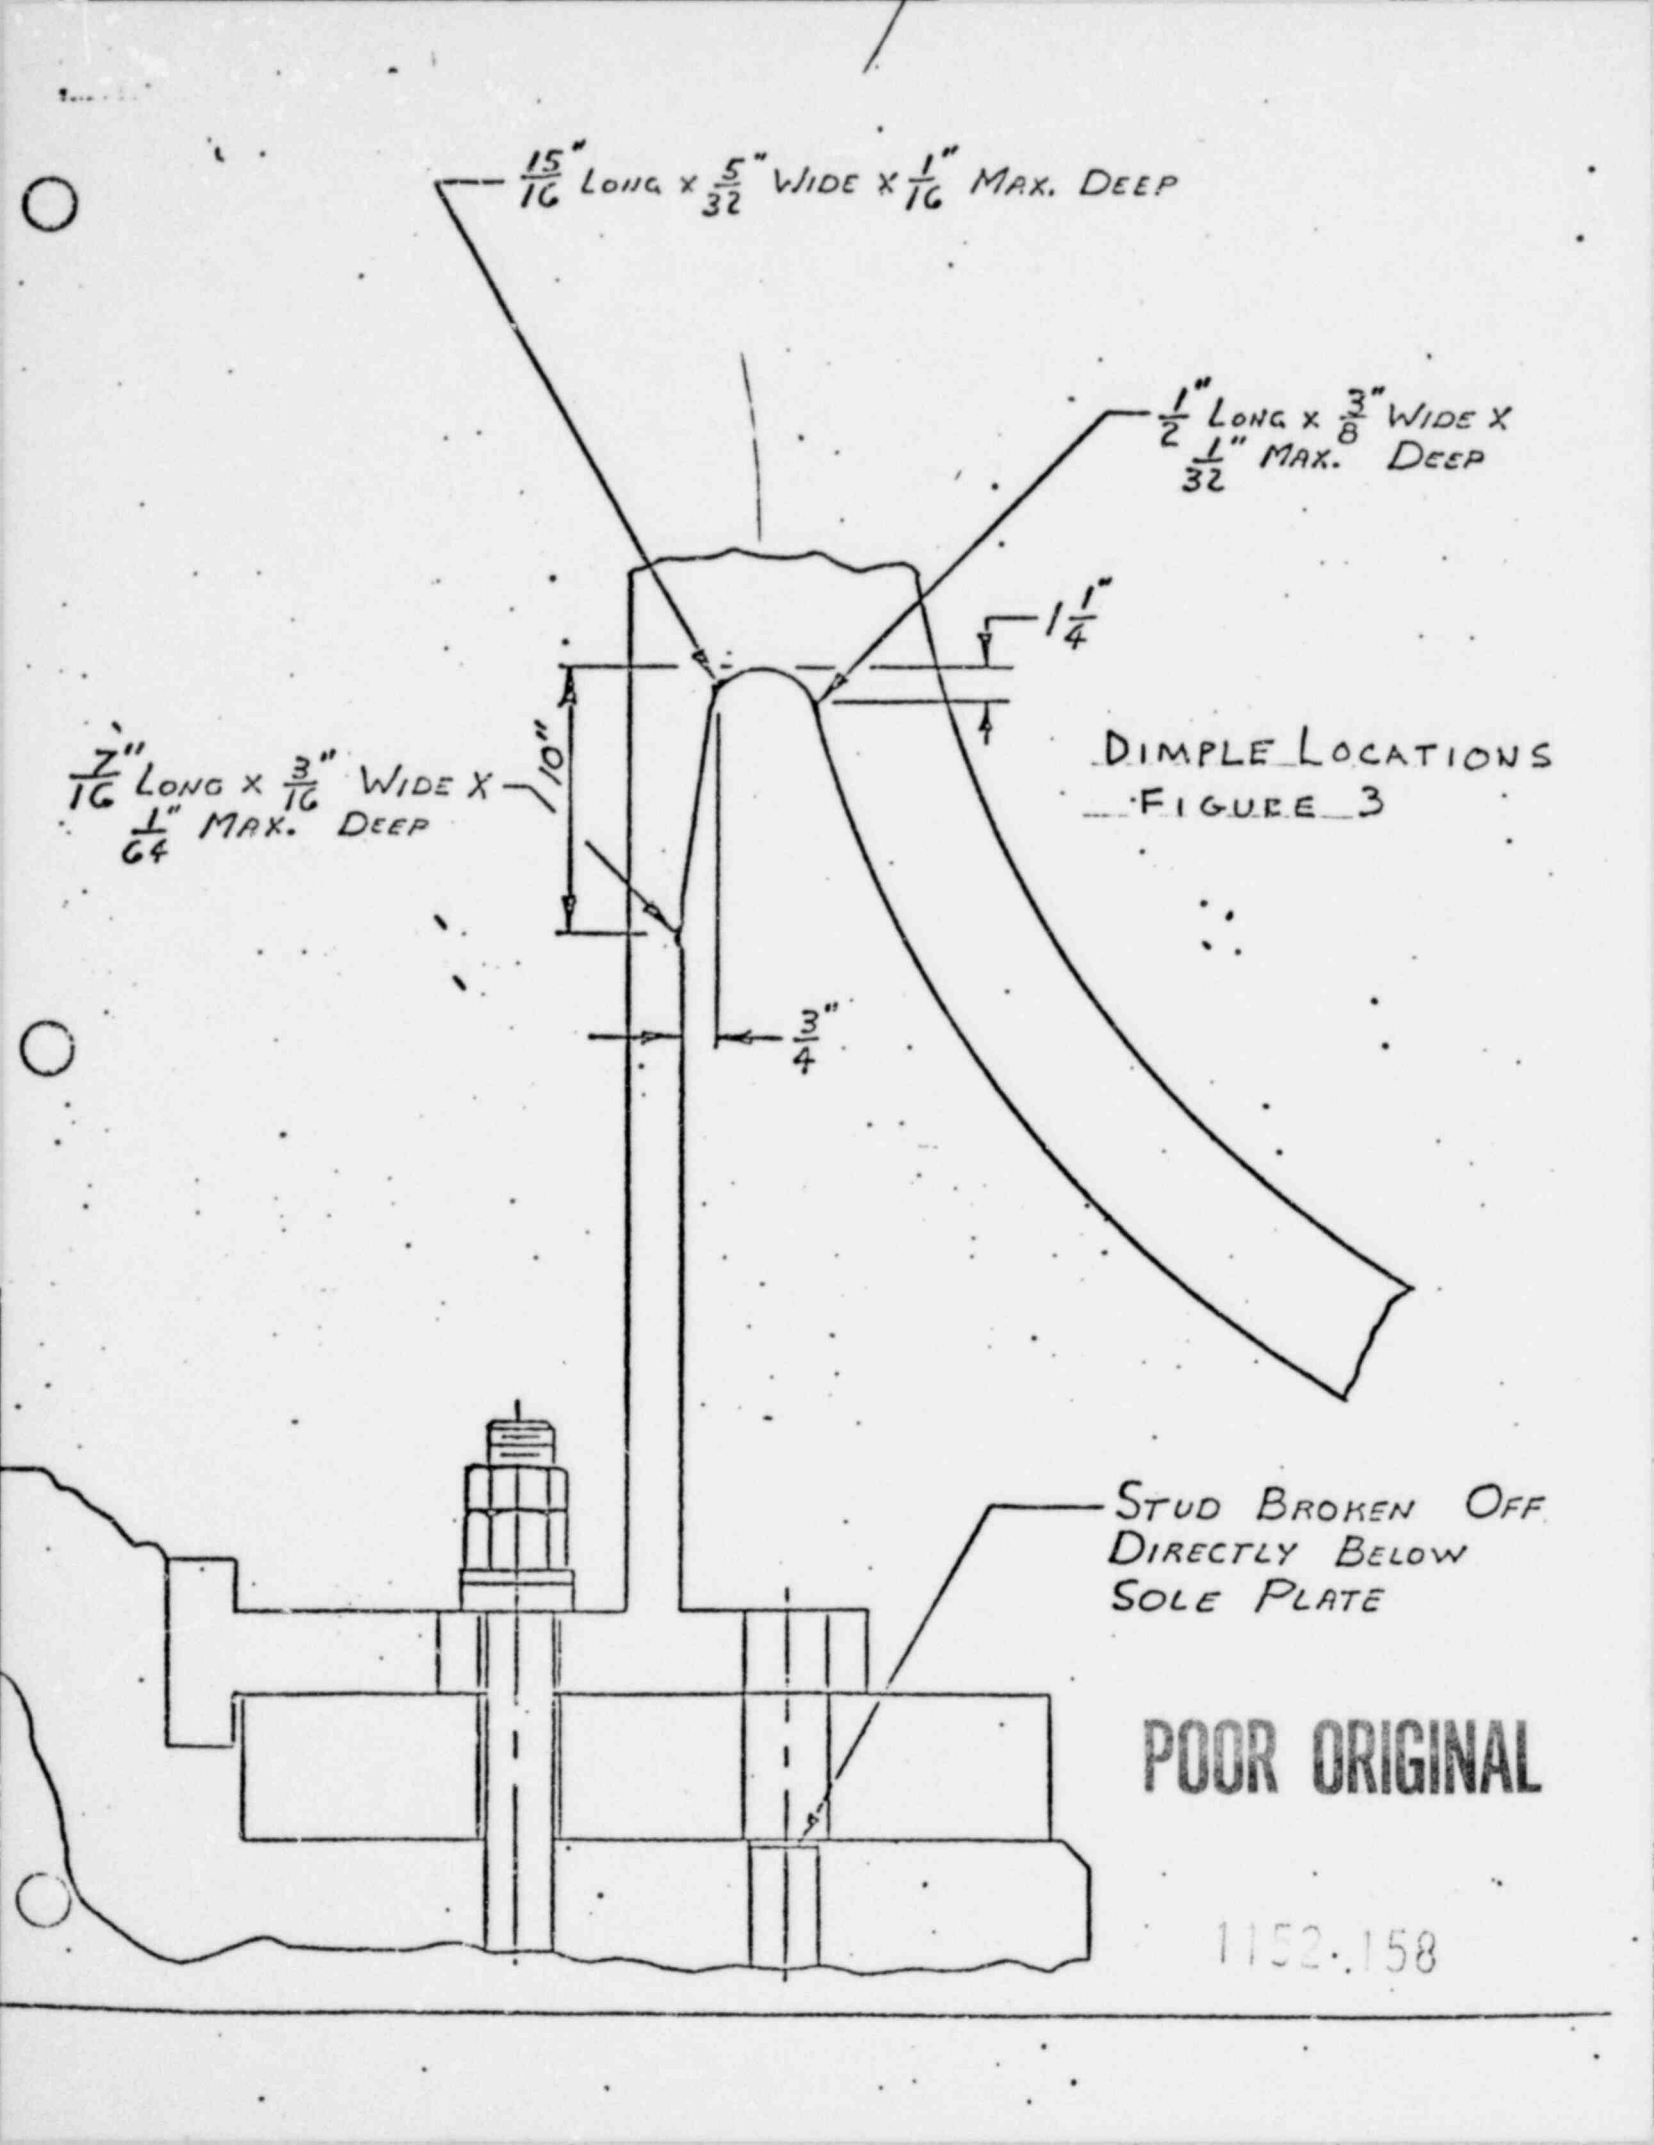 15/16" LONG x 5/32" WIDE x 1/16" MAX. DEEP
1/2" LONG x 3/8" WIDE X
1/32" MAX. DEEP
1 1/4"
10"
7/16" LONG x 3/16" WIDE X
1/64" MAX. DEEP
DIMPLE LOCATIONS
FIGURE 3
3/4"
STUD BROKEN OFF
DIRECTLY BELOW
SOLE PLATE
POOR ORIGINAL
1152 158